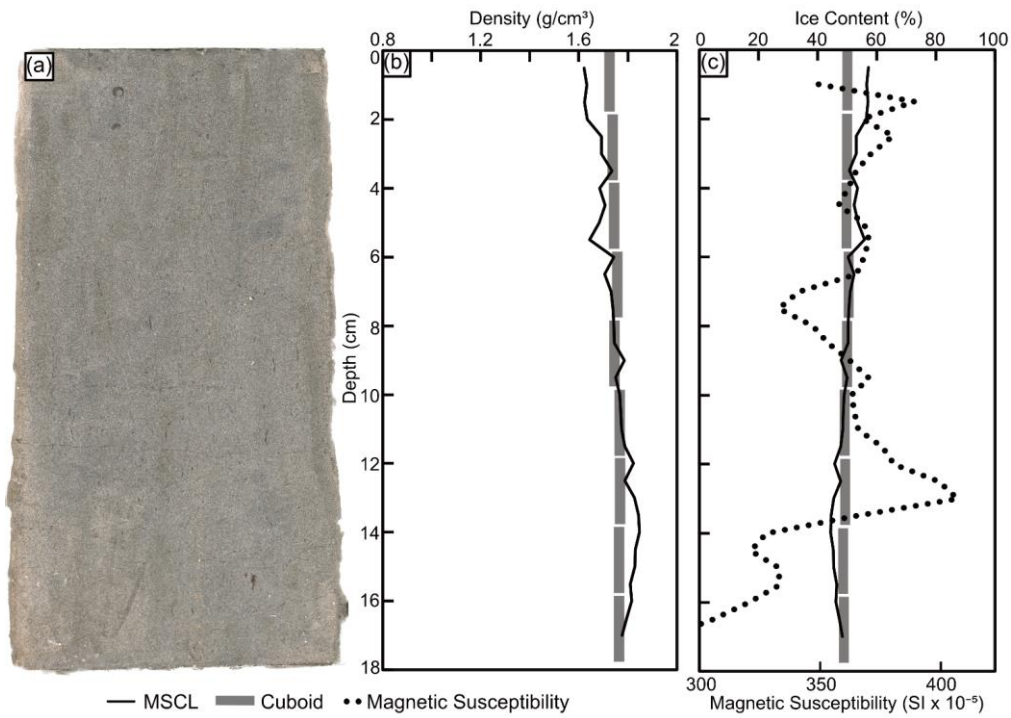 Density (g/cm³)
Ice Content (%)
0.8 1.2 1.6 2
0 20 40 60 80 100
(a)
(b)
(c)
Depth (cm)
0
2
4
6
8
10
12
14
16
18
350 400
Magnetic Susceptibility (SI x 10⁻⁵)
MSCL Cuboid Magnetic Susceptibility